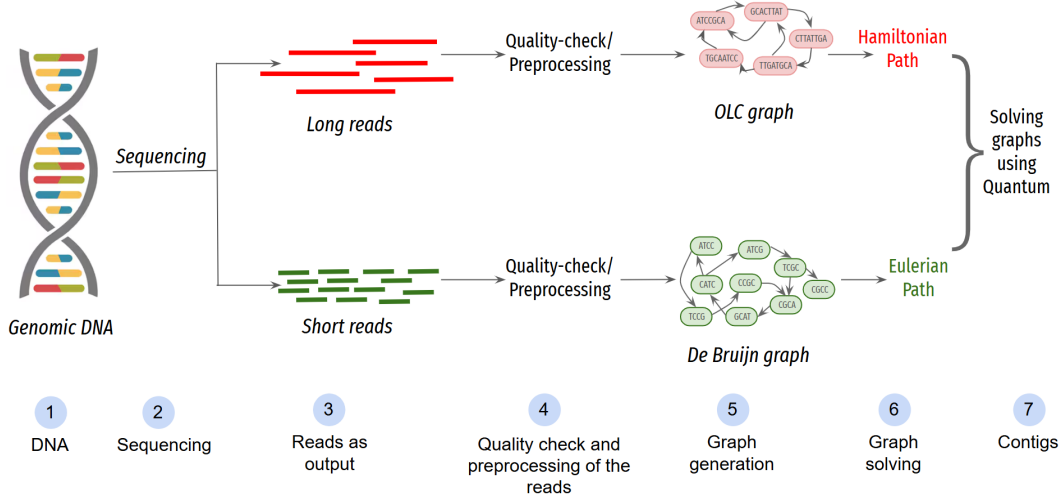 Genomic DNA
Sequencing
Long reads
Short reads
Quality-check/
Preprocessing
Quality-check/
Preprocessing
ATCCGCA
GCACTTAT
CTTATTGA
TGCAATCC
TTGATGCA
OLC graph
ATCC
ATCG
TCGC
CATC
CCGC
CGCC
CGCA
TCCG
GCAT
De Bruijn graph
Hamiltonian
Path
Eulerian
Path
Solving
graphs
using
Quantum
1
DNA
2
Sequencing
3
Reads as
output
4
Quality check and
preprocessing of the
reads
5
Graph
generation
6
Graph
solving
7
Contigs